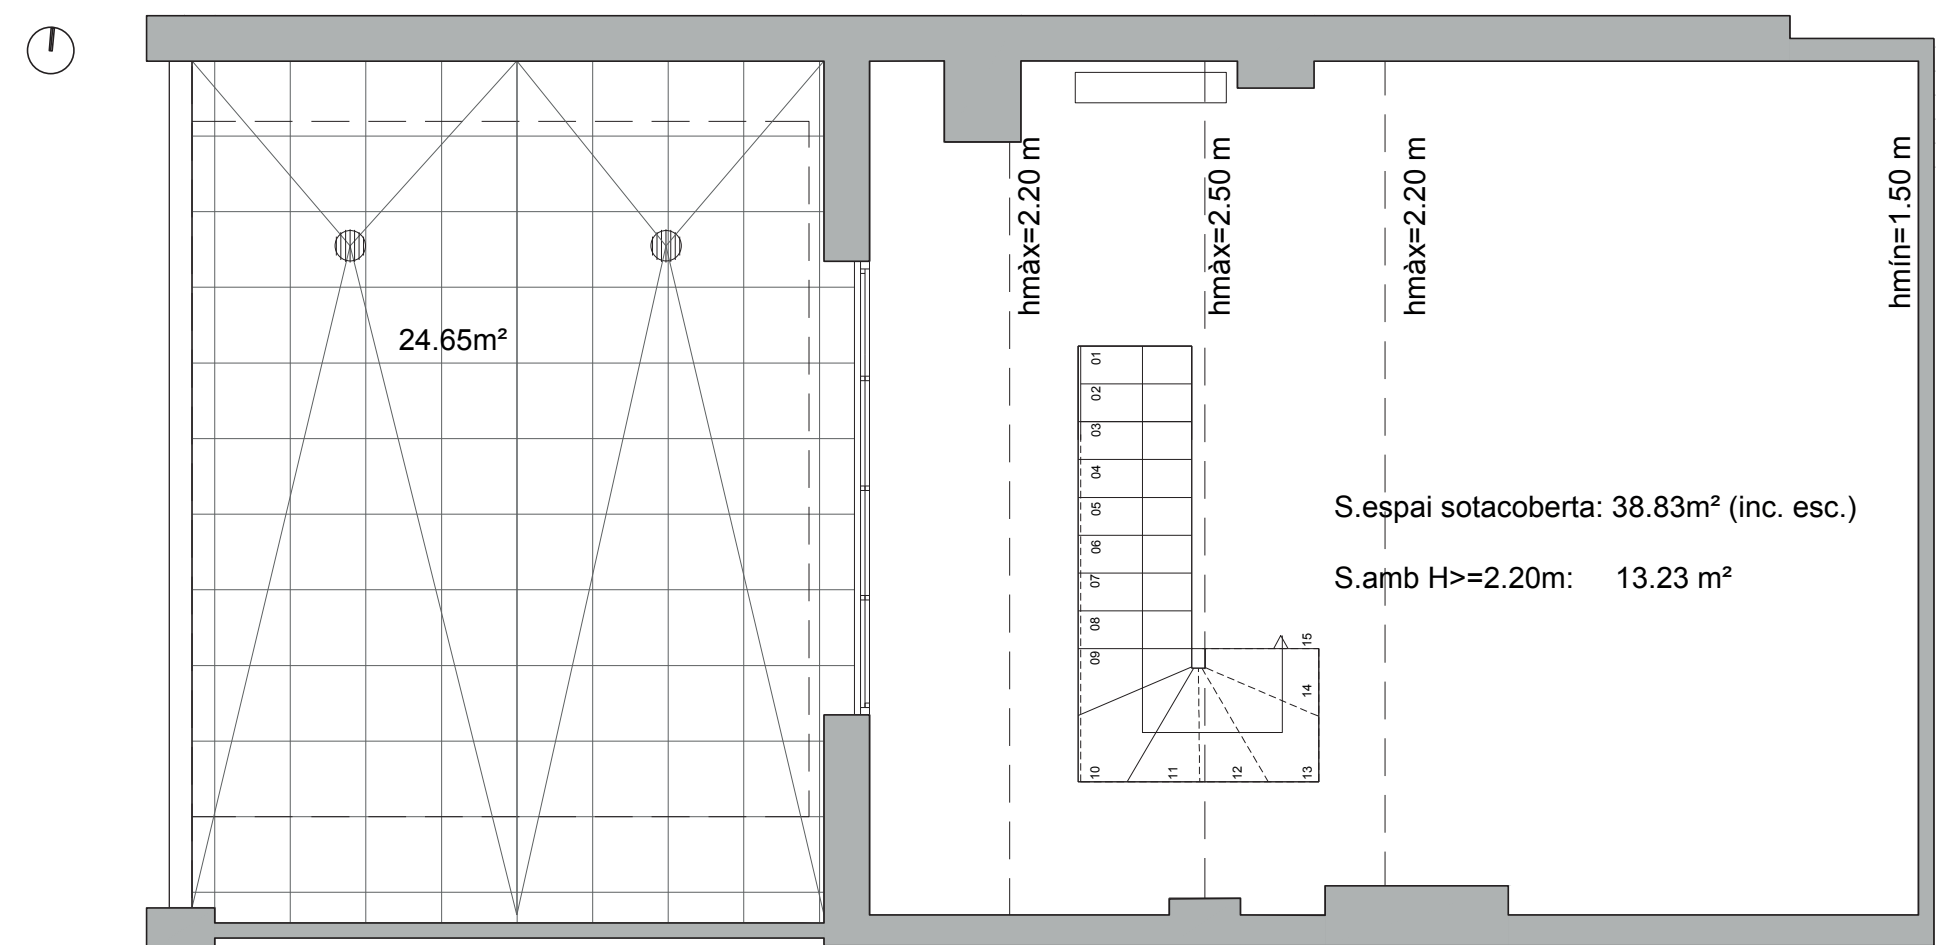 hmàx=2.20 m
hmàx=2.50 m
hmàx=2.20 m
hmín=1.50 m
24.65m²
01
02
03
04
05
06
07
08
09
10
11
12
13
14
15
S.espai sotacoberta: 38.83m² (inc. esc.)
S.amb H>=2.20m: 13.23 m²